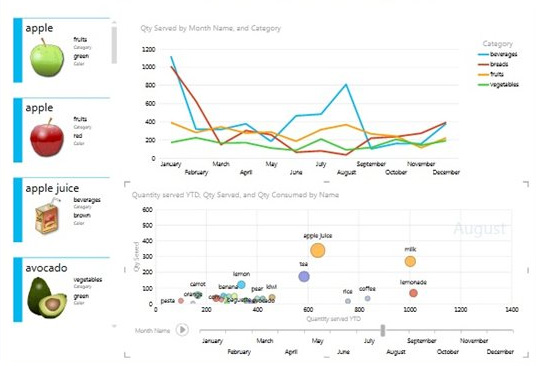 apple
fruits
Category
green
Color
apple
fruits
Category
red
Color
apple juice
beverages
Category
brown
Color
avocado
vegetables
Category
green
Color
Qty Served by Month Name, and Category
1200
1000
800
600
400
200
0
January
February
March
April
May
June
July
August
September
October
November
December
Category
beverages
breads
fruits
vegetables
Quantity served YTD, Qty Served, and Qty Consumed by Name
August
Qty Served
600
500
400
300
200
100
0
apple juice
milk
tea
lemon
carrot
banana
pear
kiwi
orange
pasta
avocado
rice
coffee
lemonade
0
200
400
600
800
1000
1200
1400
Quantity served YTD
Month Name
January
February
March
April
May
June
July
August
September
October
November
December